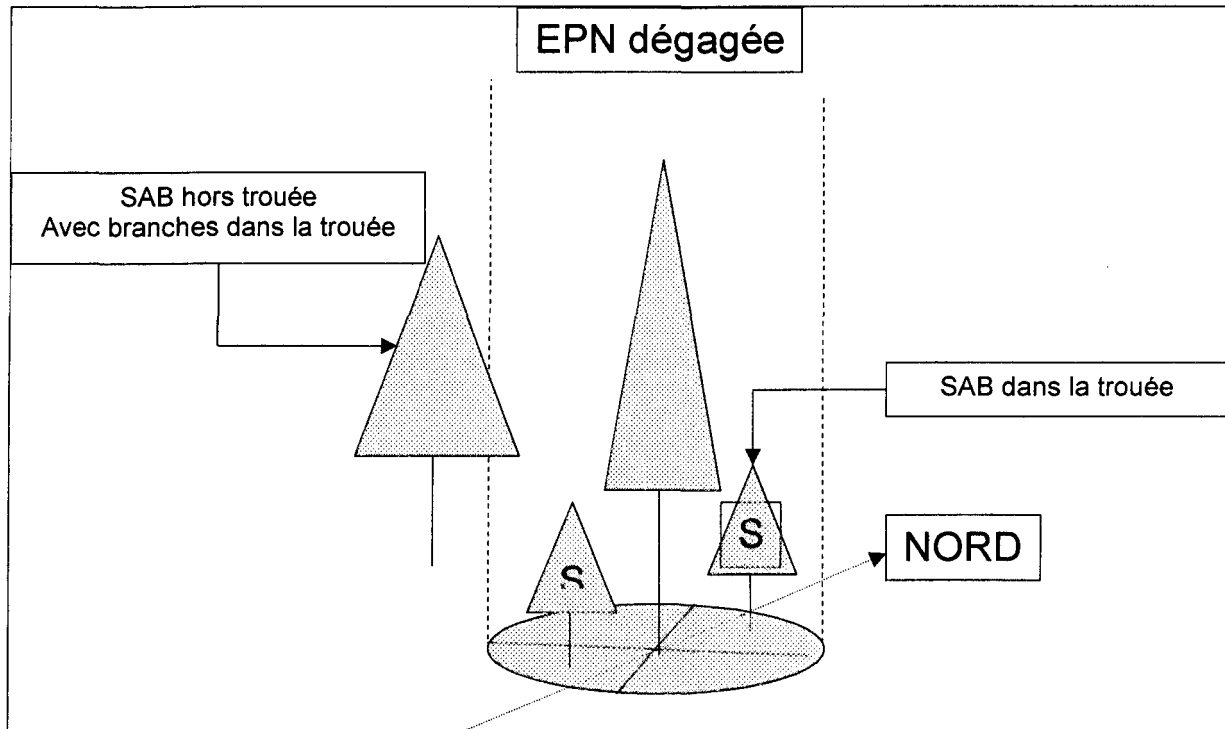 EPN dégagée
SAB hors trouée
Avec branches dans la trouée
SAB dans la trouée
S
NORD
S